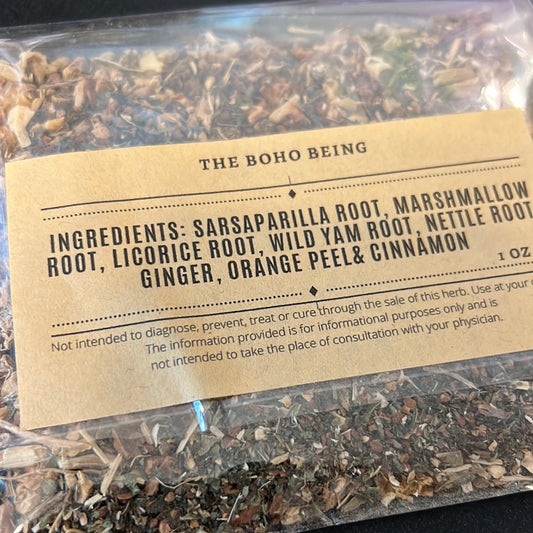 THE BOHO BEING
INGREDIENTS: SARSAPARILLA ROOT, MARSHMALLOW
ROOT, LICORICE ROOT, WILD YAM ROOT, NETTLE ROOT
GINGER, ORANGE PEEL& CINNAMON
1 OZ
Not intended to diagnose, prevent, treat or cure through the sale of this herb. Use at your
The information provided is for informational purposes only and is
not intended to take the place of consultation with your physician.